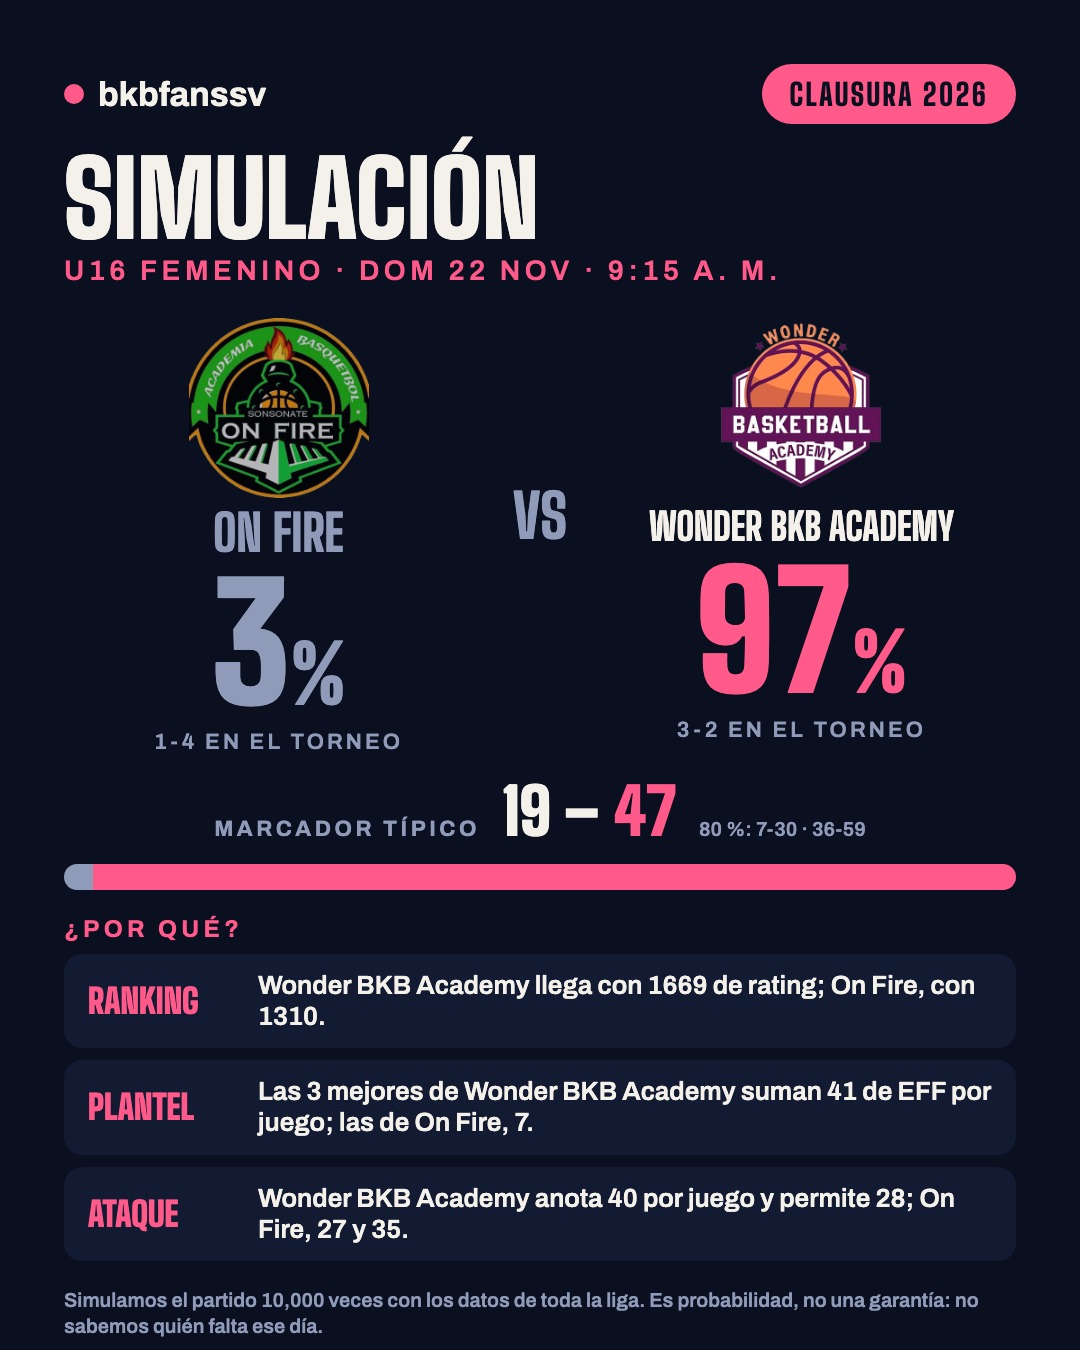 bkbfanssv
CLAUSURA 2026
SIMULACIÓN
U16 FEMENINO · DOM 22 NOV · 9:15 A. M.
ACADEMIA BASQUETBOL
SONSONATE
ON FIRE
WONDER
BASKETBALL
ACADEMY
VS
ON FIRE
3%
1-4 EN EL TORNEO
WONDER BKB ACADEMY
97%
3-2 EN EL TORNEO
MARCADOR TÍPICO 19 – 47 80 %: 7-30 · 36-59
¿POR QUÉ?
RANKING
Wonder BKB Academy llega con 1669 de rating; On Fire, con
1310.
PLANTEL
Las 3 mejores de Wonder BKB Academy suman 41 de EFF por
juego; las de On Fire, 7.
ATAQUE
Wonder BKB Academy anota 40 por juego y permite 28; On
Fire, 27 y 35.
Simulamos el partido 10,000 veces con los datos de toda la liga. Es probabilidad, no una garantía: no
sabemos quién falta ese día.